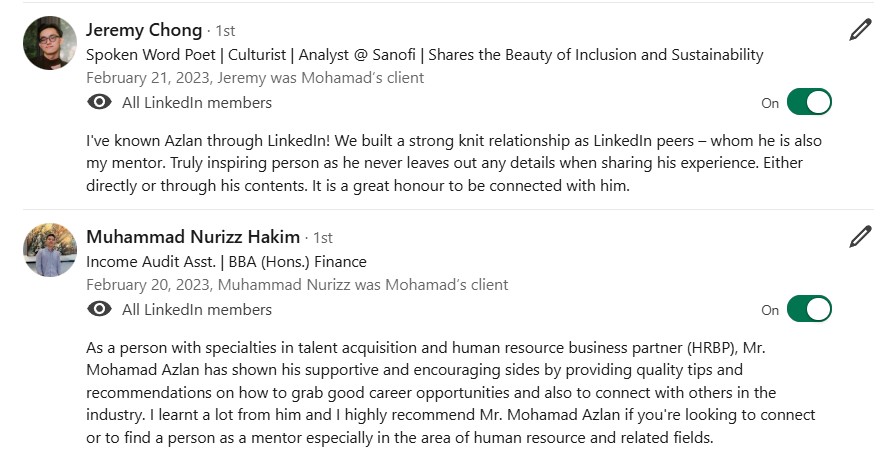 Jeremy Chong · 1st
Spoken Word Poet | Culturist | Analyst @ Sanofi | Shares the Beauty of Inclusion and Sustainability
February 21, 2023, Jeremy was Mohamad's client
All LinkedIn members
On
I've known Azlan through LinkedIn! We built a strong knit relationship as LinkedIn peers – whom he is also
my mentor. Truly inspiring person as he never leaves out any details when sharing his experience. Either
directly or through his contents. It is a great honour to be connected with him.
Muhammad Nurizz Hakim · 1st
Income Audit Asst. | BBA (Hons.) Finance
February 20, 2023, Muhammad Nurizz was Mohamad's client
All LinkedIn members
On
As a person with specialties in talent acquisition and human resource business partner (HRBP), Mr.
Mohamad Azlan has shown his supportive and encouraging sides by providing quality tips and
recommendations on how to grab good career opportunities and also to connect with others in the
industry. I learnt a lot from him and I highly recommend Mr. Mohamad Azlan if you're looking to connect
or to find a person as a mentor especially in the area of human resource and related fields.